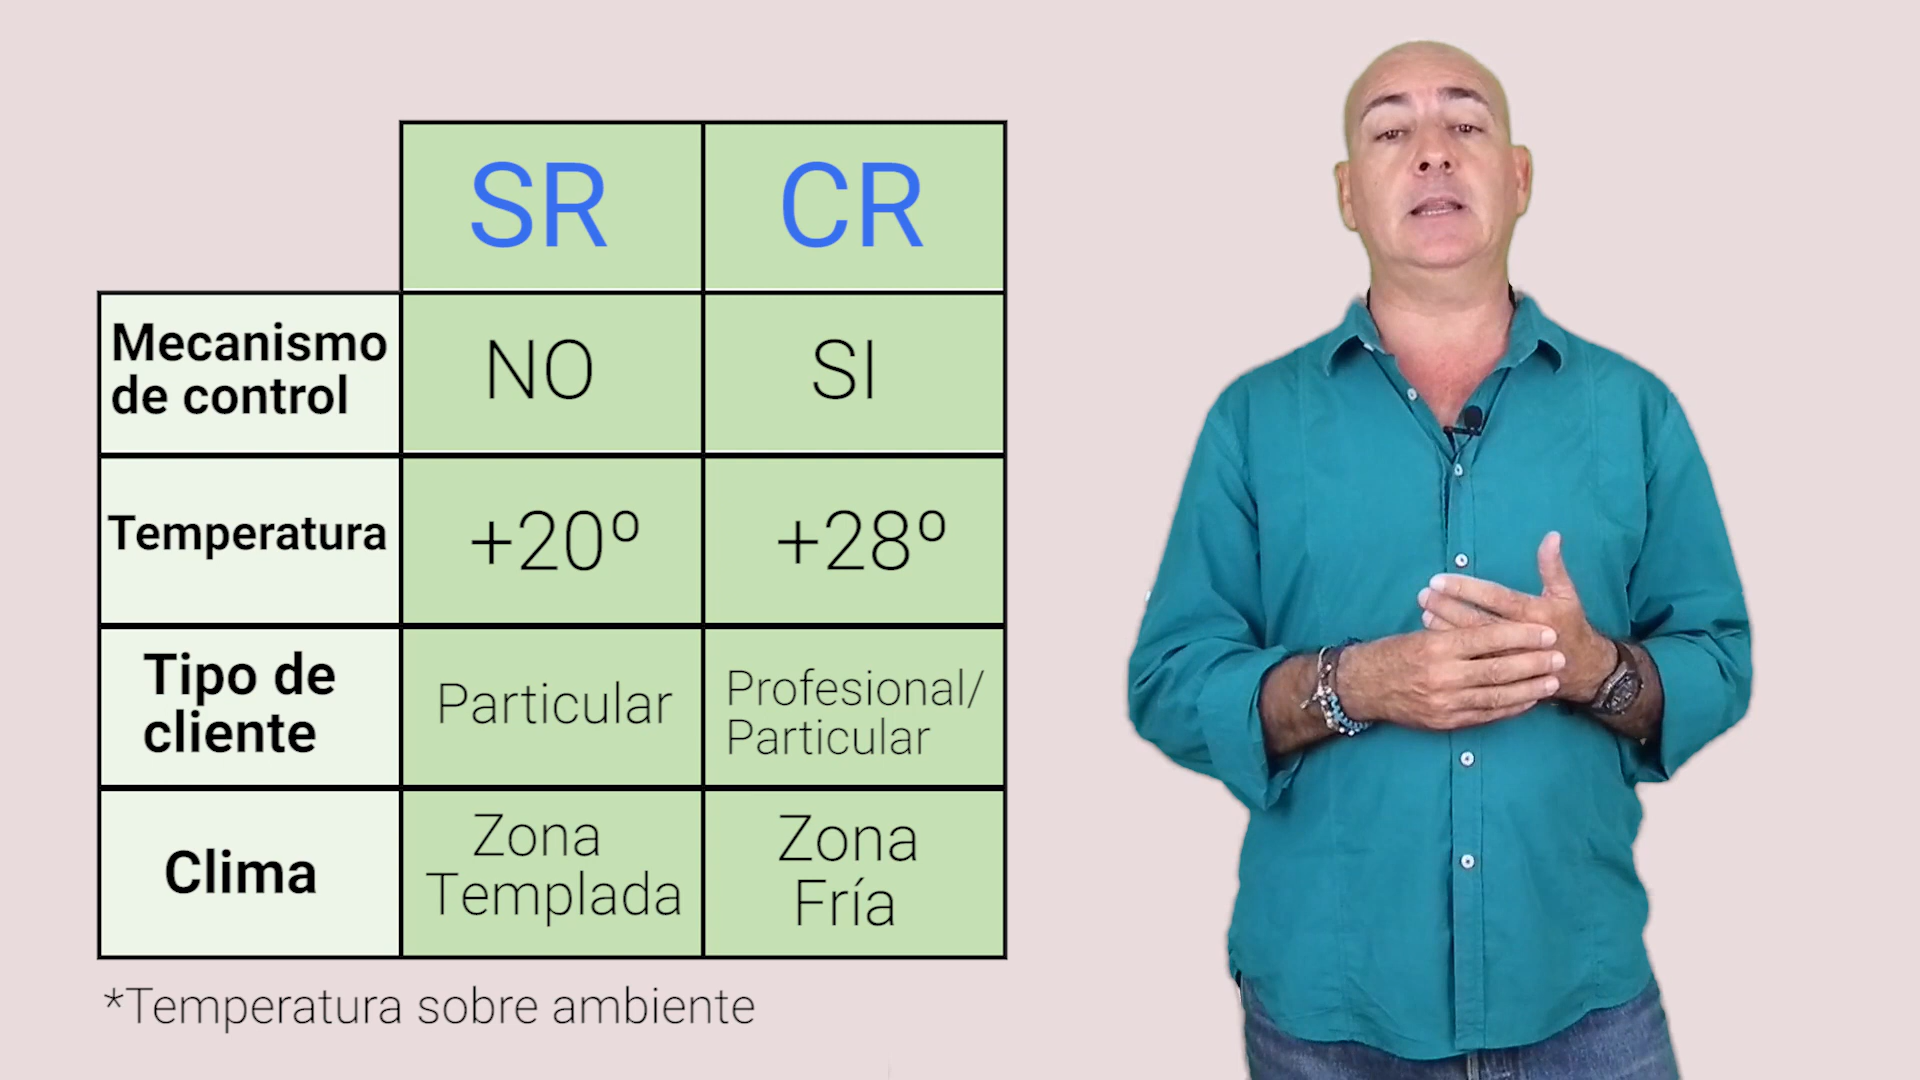 SR CR
Mecanismo
de control
NO SI
Temperatura +20º +28º
Tipo de
cliente
Particular
Profesional/
Particular
Clima
Zona
Templada
Zona
Fría
*Temperatura sobre ambiente